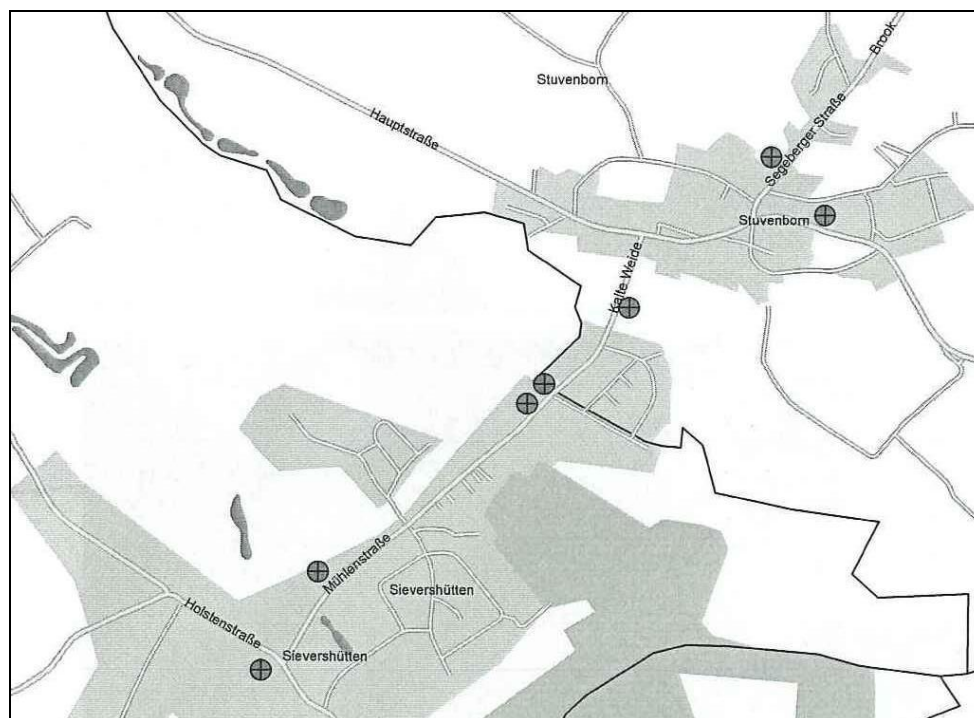 Brook
Stuvenborn
Hauptstraße
Segeberger Straße
Stuvenborn
Kalte Weide
Mühlenstraße
Sievershütten
Holstenstraße
Sievershütten